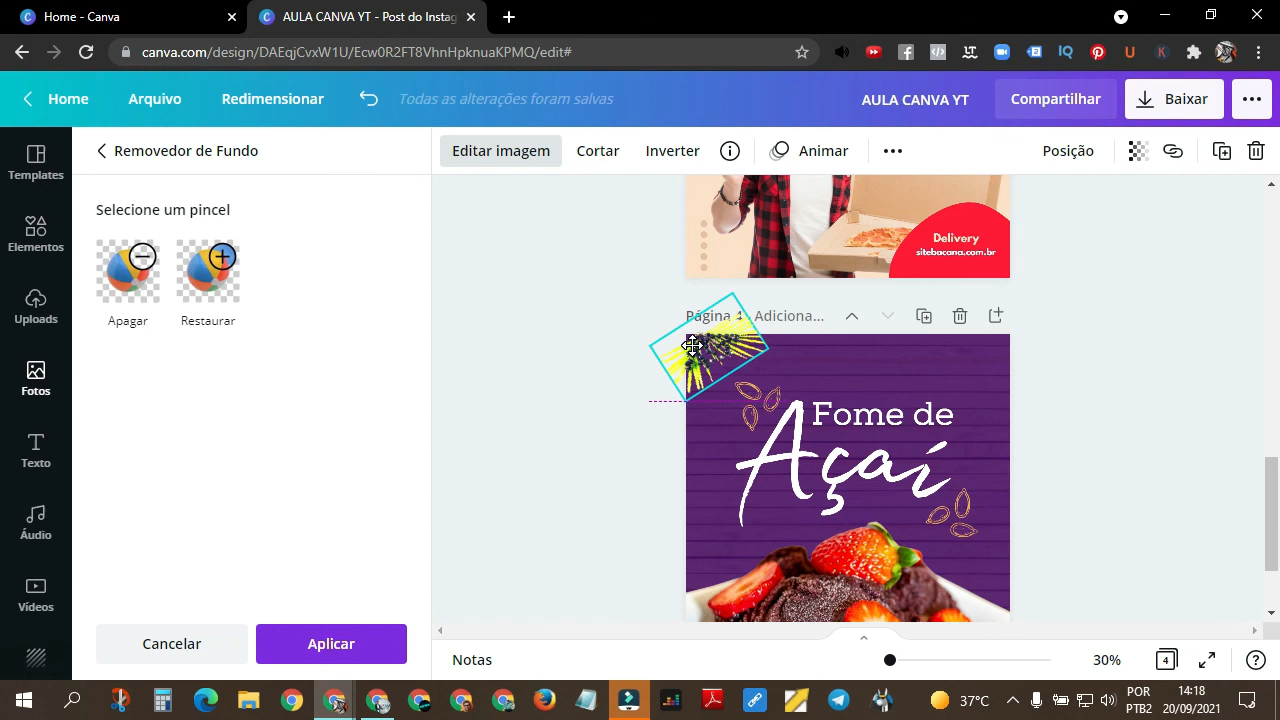 Home - Canva
AULA CANVA YT - Post do Instag
canva.com/design/DAEqjCvxW1U/Ecw0R2FT8VhnHpknuaKPMQ/edit#
Home
Arquivo
Redimensionar
Todas as alterações foram salvas
AULA CANVA YT
Compartilhar
Baixar
Templates
Elementos
Uploads
Fotos
Texto
Áudio
Vídeos
Removedor de Fundo
Selecione um pincel
Apagar
Restaurar
Cancelar
Aplicar
Editar imagem
Cortar
Inverter
Animar
Posição
Delivery
sitebacana.com.br
Página 4 - Adiciona...
Fome de
Açaí
Notas
30%
4
37°C
POR
PTB2
14:18
20/09/2021